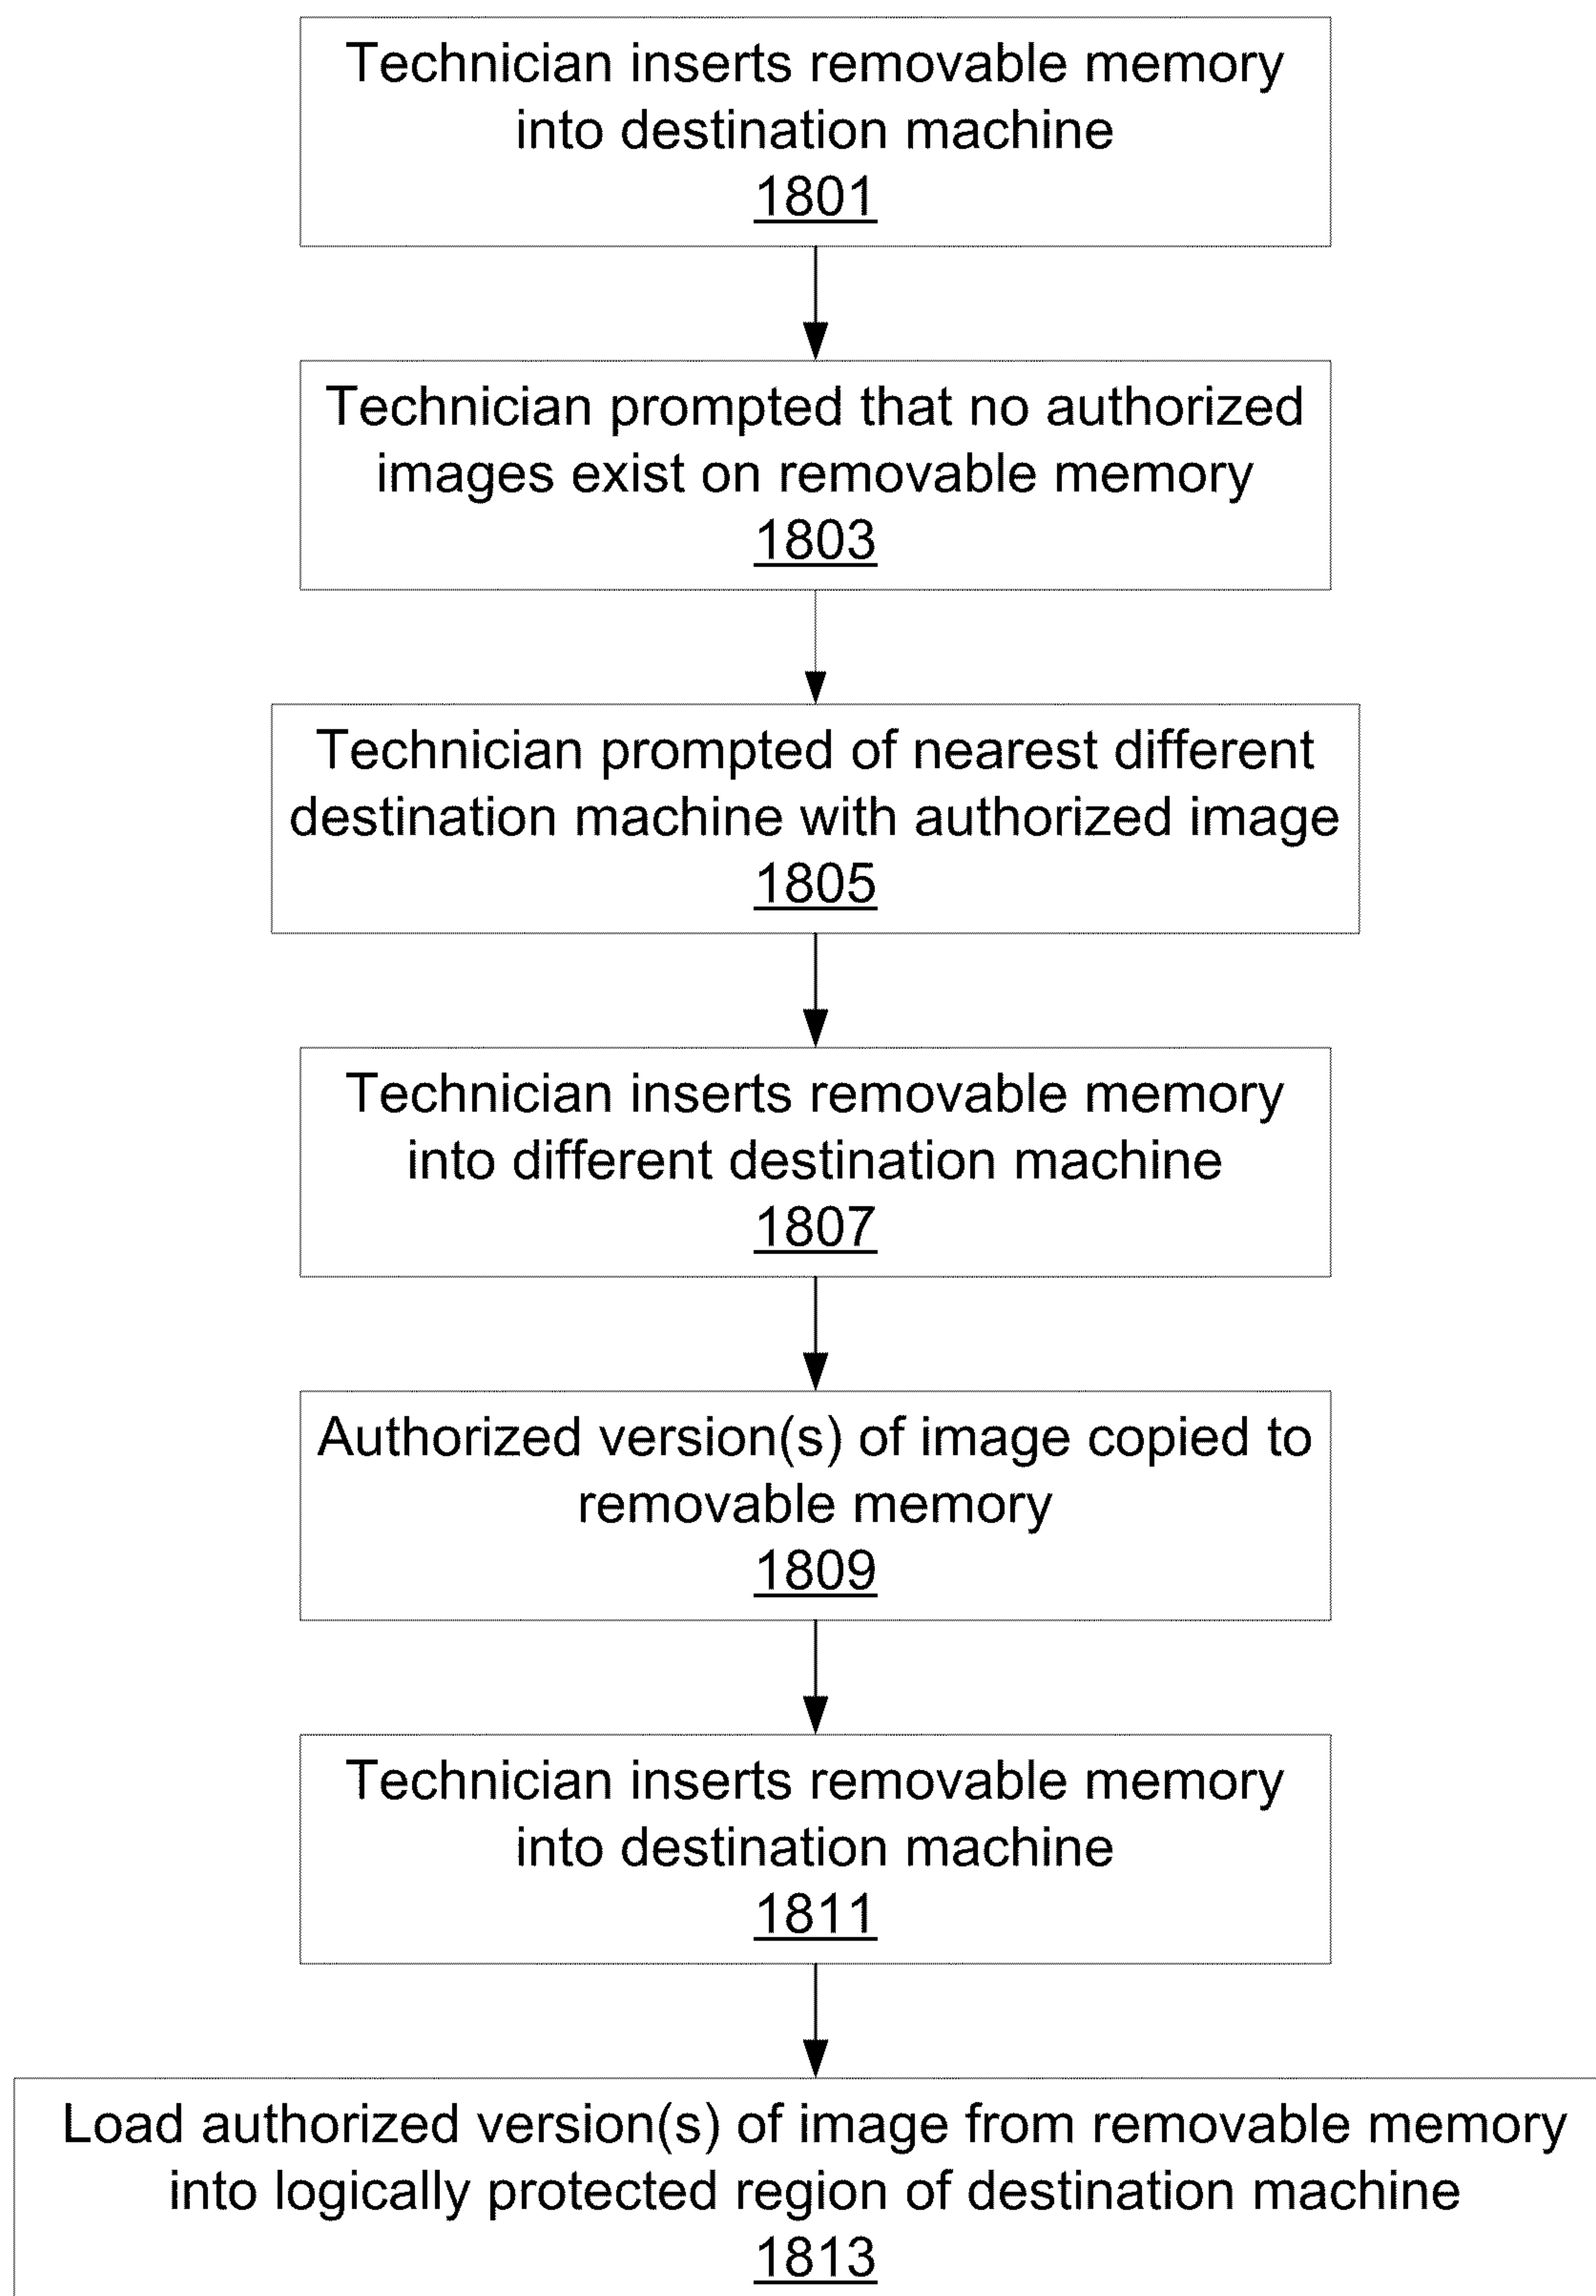 Technician inserts removable memory
into destination machine
1801
Technician prompted that no authorized
images exist on removable memory
1803
Technician prompted of nearest different
destination machine with authorized image
1805
Technician inserts removable memory
into different destination machine
1807
Authorized version(s) of image copied to
removable memory
1809
Technician inserts removable memory
into destination machine
1811
Load authorized version(s) of image from removable memory
into logically protected region of destination machine
1813